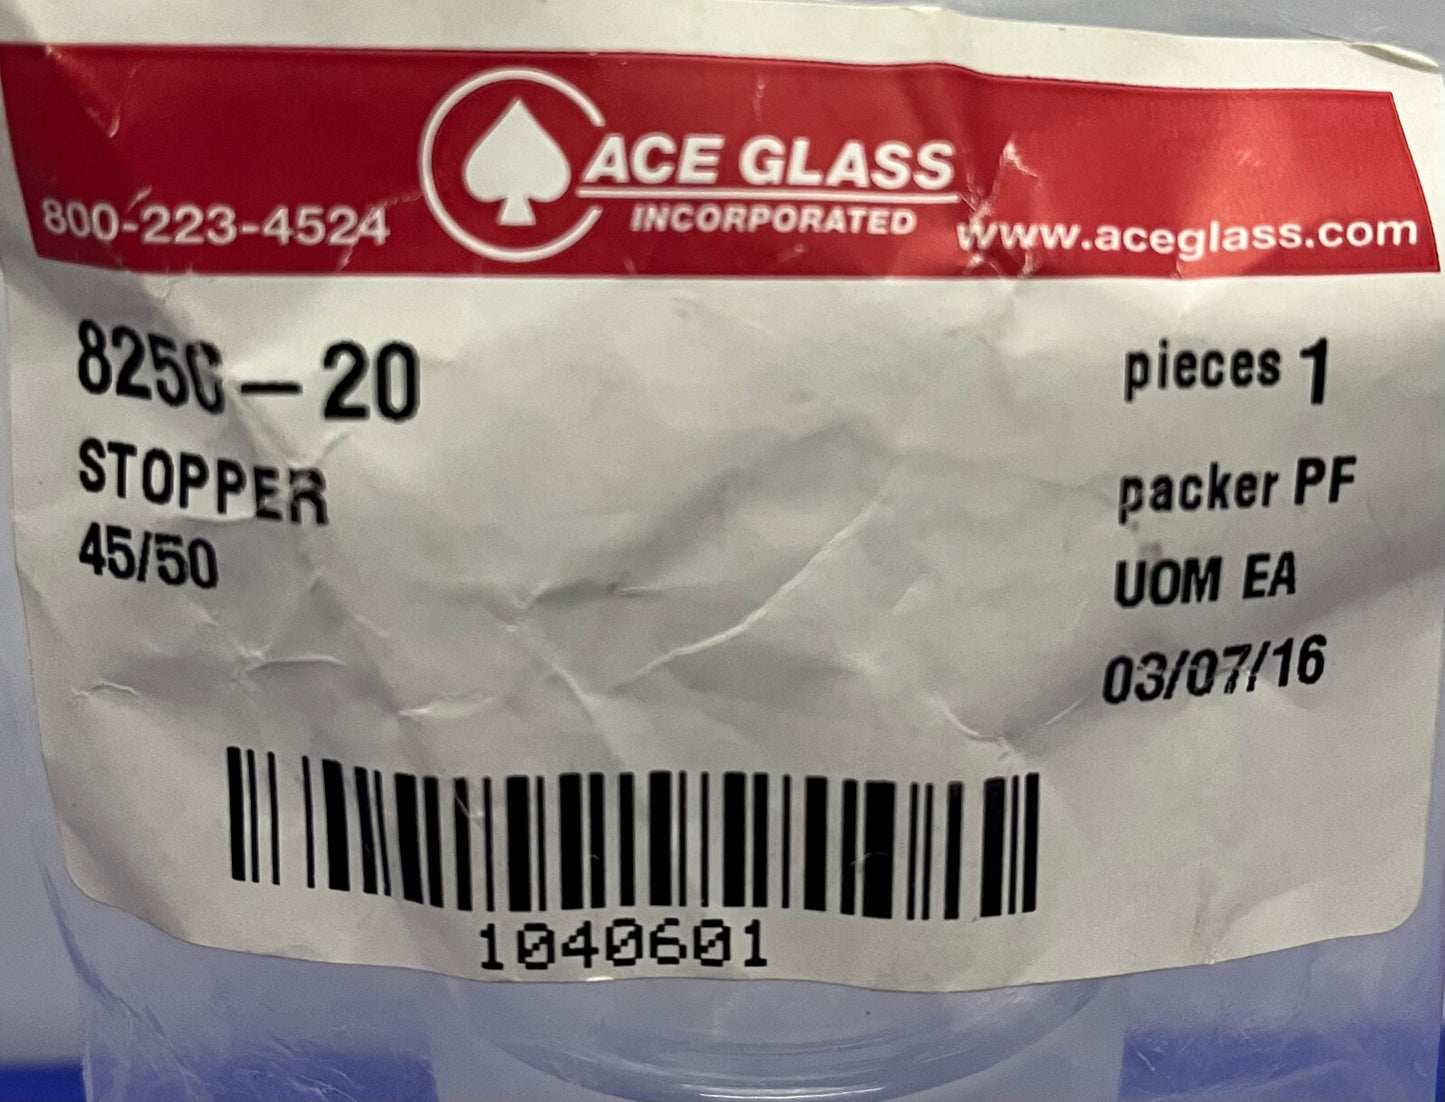 ACE GLASS
INCORPORATED
800-223-4524
www.aceglass.com
8250-20
STOPPER
45/50
pieces 1
packer PF
UOM EA
03/07/16
1040601